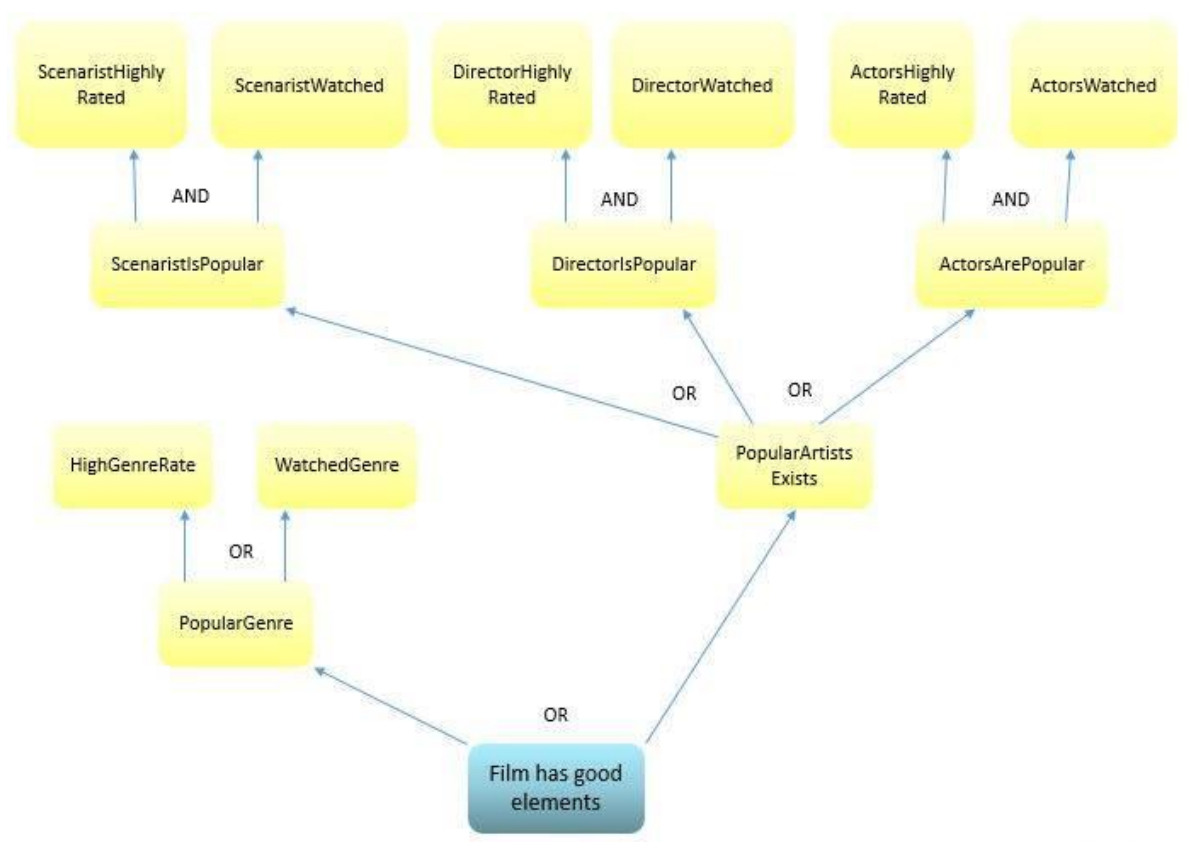 ScenaristHighly
Rated
ScenaristWatched
DirectorHighly
Rated
DirectorWatched
ActorsHighly
Rated
ActorsWatched
AND
AND
AND
ScenaristIsPopular
DirectorIsPopular
ActorsArePopular
OR
OR
HighGenreRate
WatchedGenre
PopularArtists
Exists
OR
PopularGenre
OR
Film has good
elements